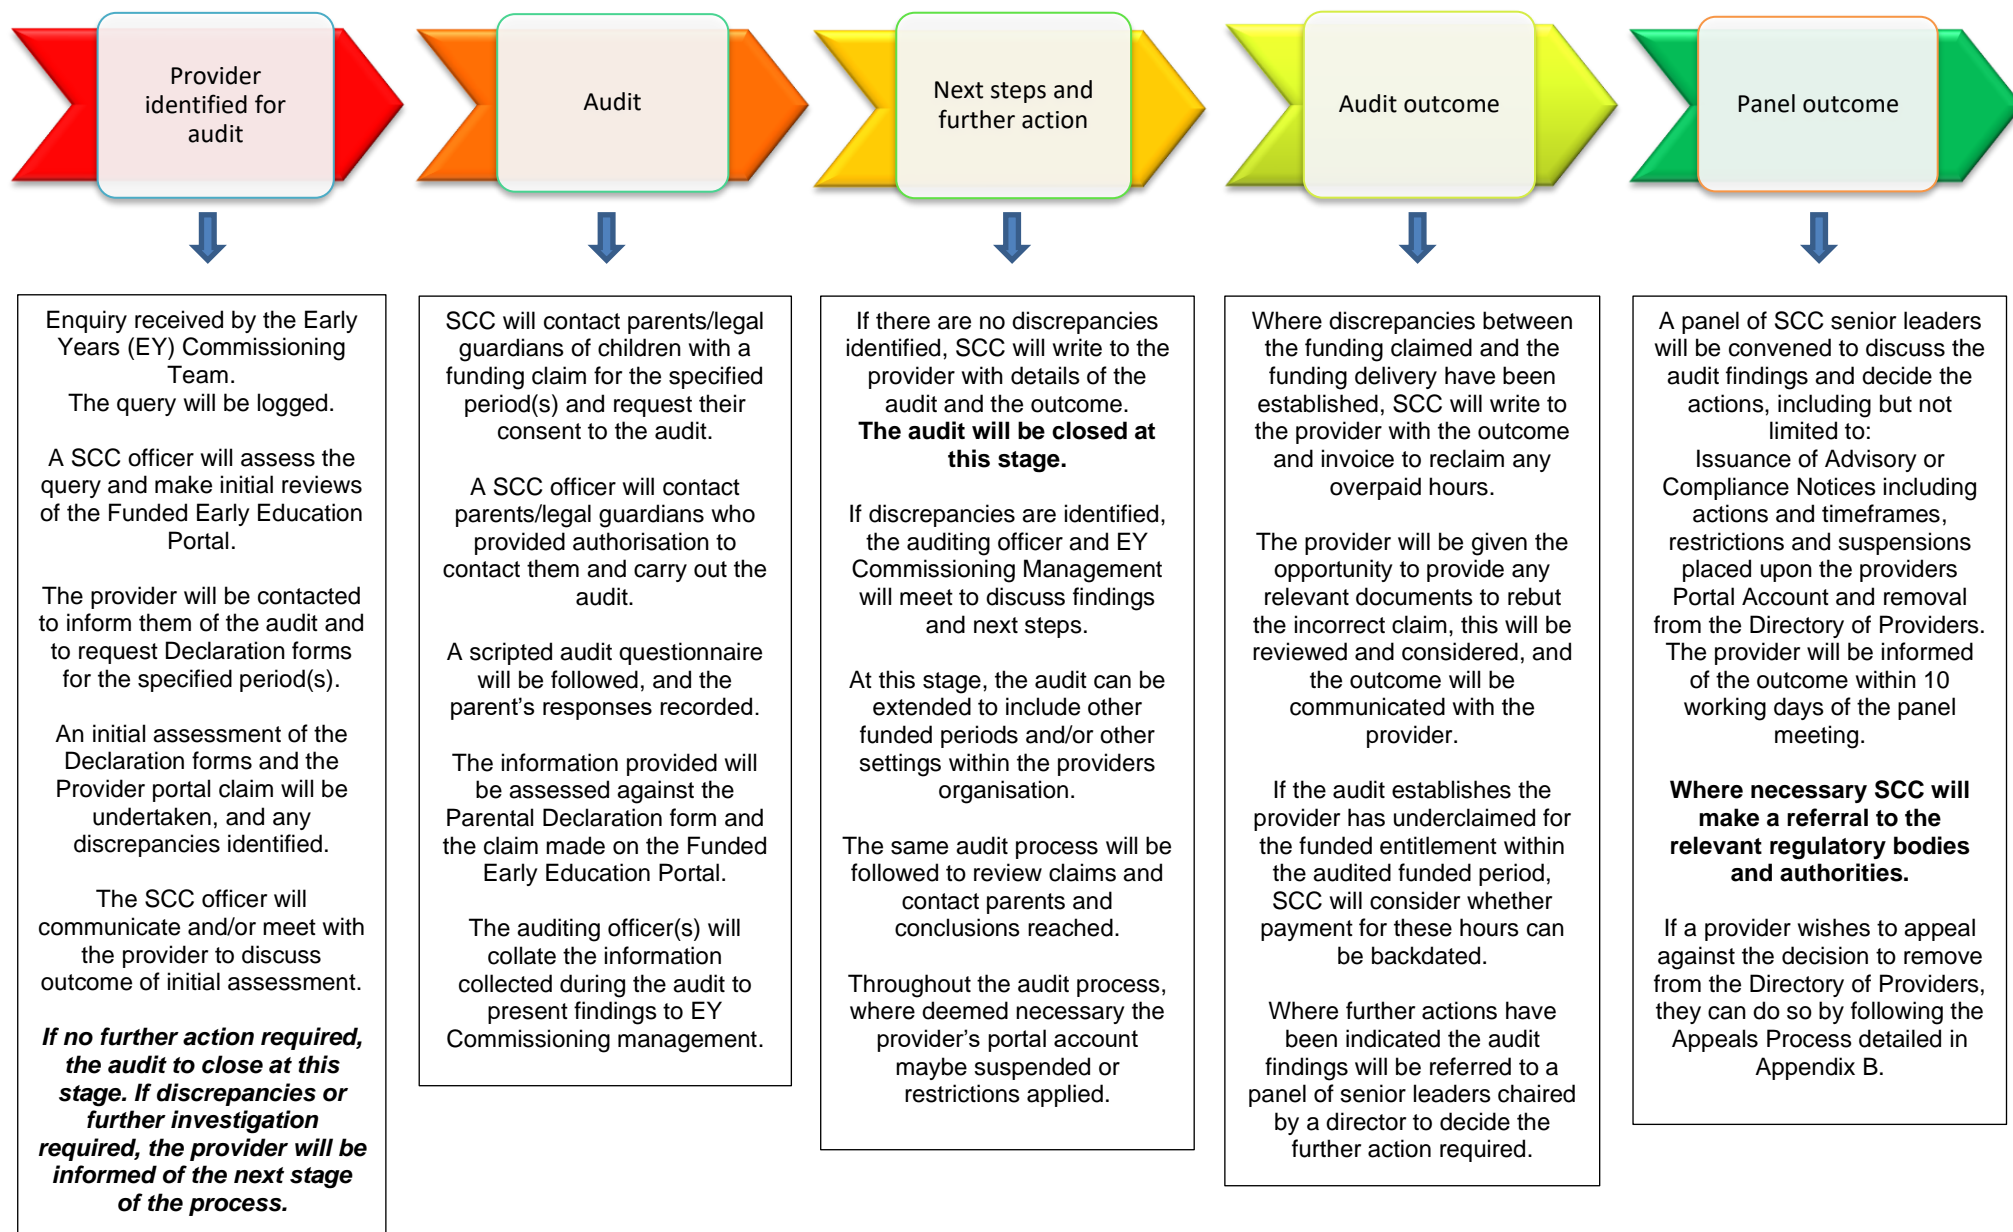 Provider
identified for
audit
Audit
Next steps and
further action
Audit outcome
Panel outcome
Enquiry received by the Early
Years (EY) Commissioning
Team.
The query will be logged.
A SCC officer will assess the
query and make initial reviews
of the Funded Early Education
Portal.
The provider will be contacted
to inform them of the audit and
to request Declaration forms
for the specified period(s).
An initial assessment of the
Declaration forms and the
Provider portal claim will be
undertaken, and any
discrepancies identified.
The SCC officer will
communicate and/or meet with
the provider to discuss
outcome of initial assessment.
If no further action required,
the audit to close at this
stage. If discrepancies or
further investigation
required, the provider will be
informed of the next stage
of the process.
SCC will contact parents/legal
guardians of children with a
funding claim for the specified
period(s) and request their
consent to the audit.
A SCC officer will contact
parents/legal guardians who
provided authorisation to
contact them and carry out the
audit.
A scripted audit questionnaire
will be followed, and the
parent's responses recorded.
The information provided will
be assessed against the
Parental Declaration form and
the claim made on the Funded
Early Education Portal.
The auditing officer(s) will
collate the information
collected during the audit to
present findings to EY
Commissioning management.
If there are no discrepancies
identified, SCC will write to the
provider with details of the
audit and the outcome.
The audit will be closed at
this stage.
If discrepancies are identified,
the auditing officer and EY
Commissioning Management
will meet to discuss findings
and next steps.
At this stage, the audit can be
extended to include other
funded periods and/or other
settings within the providers
organisation.
The same audit process will be
followed to review claims and
contact parents and
conclusions reached.
Throughout the audit process,
where deemed necessary the
provider's portal account
maybe suspended or
restrictions applied.
Where discrepancies between
the funding claimed and the
funding delivery have been
established, SCC will write to
the provider with the outcome
and invoice to reclaim any
overpaid hours.
The provider will be given the
opportunity to provide any
relevant documents to rebut
the incorrect claim, this will be
reviewed and considered, and
the outcome will be
communicated with the
provider.
If the audit establishes the
provider has underclaimed for
the funded entitlement within
the audited funded period,
SCC will consider whether
payment for these hours can
be backdated.
Where further actions have
been indicated the audit
findings will be referred to a
panel of senior leaders chaired
by a director to decide the
further action required.
A panel of SCC senior leaders
will be convened to discuss the
audit findings and decide the
actions, including but not
limited to:
Issuance of Advisory or
Compliance Notices including
actions and timeframes,
restrictions and suspensions
placed upon the providers
Portal Account and removal
from the Directory of Providers.
The provider will be informed
of the outcome within 10
working days of the panel
meeting.
Where necessary SCC will
make a referral to the
relevant regulatory bodies
and authorities.
If a provider wishes to appeal
against the decision to remove
from the Directory of Providers,
they can do so by following the
Appeals Process detailed in
Appendix B.